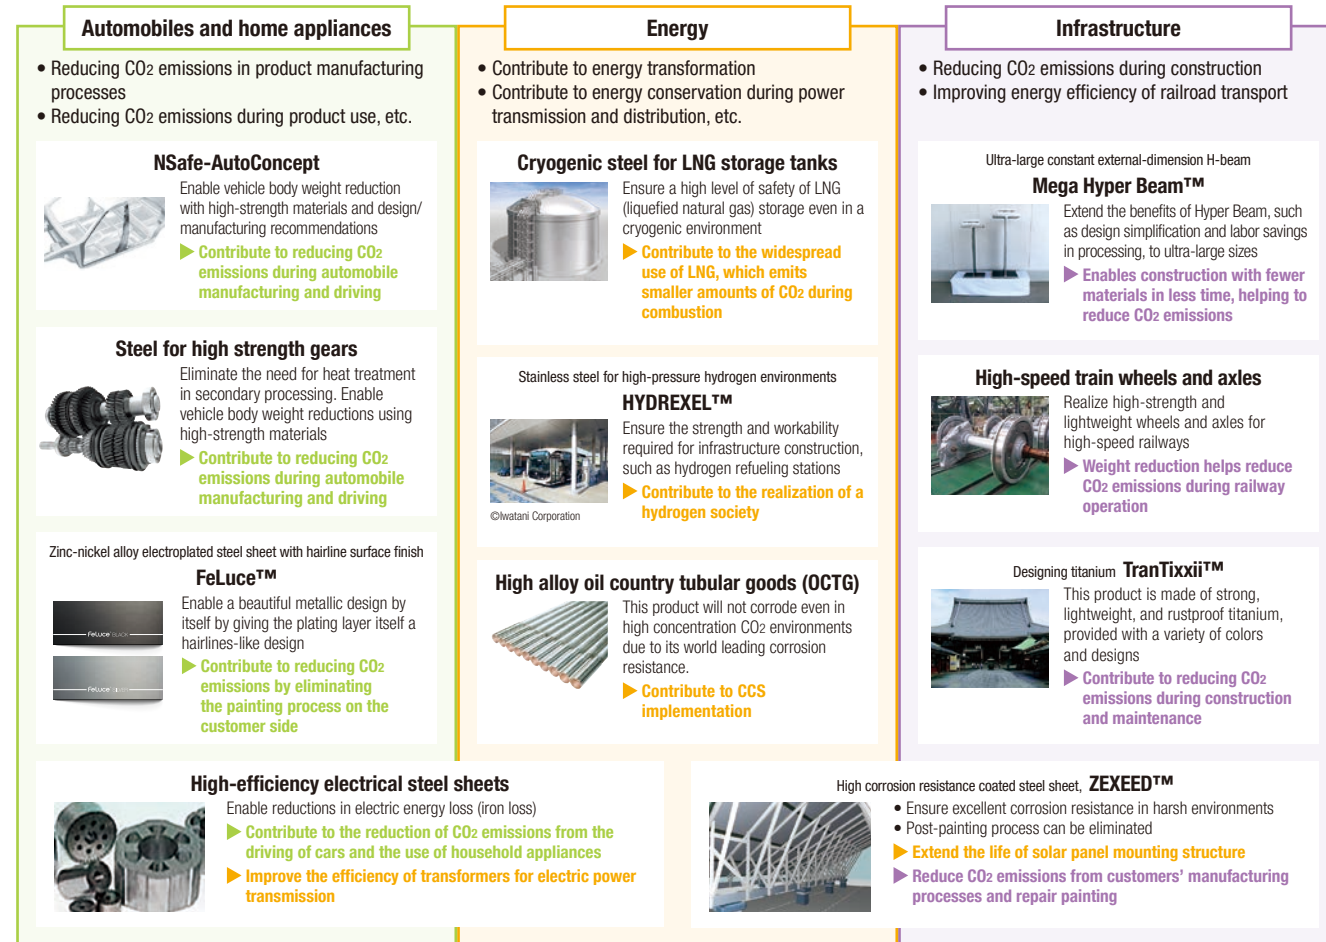 Automobiles and home appliances
• Reducing CO2 emissions in product manufacturing
processes
• Reducing CO2 emissions during product use, etc.
NSafe-AutoConcept
Enable vehicle body weight reduction
with high-strength materials and design/
manufacturing recommendations
▶ Contribute to reducing CO2
emissions during automobile
manufacturing and driving
Steel for high strength gears
Eliminate the need for heat treatment
in secondary processing. Enable
vehicle body weight reductions using
high-strength materials
▶ Contribute to reducing CO2
emissions during automobile
manufacturing and driving
Zinc-nickel alloy electroplated steel sheet with hairline surface finish
FeLuce™
FeLuce BLACK
FeLuce
Enable a beautiful metallic design by
itself by giving the plating layer itself a
hairlines-like design
▶ Contribute to reducing CO2
emissions by eliminating
the painting process on the
customer side
Energy
• Contribute to energy transformation
• Contribute to energy conservation during power
transmission and distribution, etc.
Cryogenic steel for LNG storage tanks
Ensure a high level of safety of LNG
(liquefied natural gas) storage even in a
cryogenic environment
▶ Contribute to the widespread
use of LNG, which emits
smaller amounts of CO2 during
combustion
Stainless steel for high-pressure hydrogen environments
HYDREXEL™
Ensure the strength and workability
required for infrastructure construction,
such as hydrogen refueling stations
▶ Contribute to the realization of a
hydrogen society
©Iwatani Corporation
High alloy oil country tubular goods (OCTG)
This product will not corrode even in
high concentration CO2 environments
due to its world leading corrosion
resistance.
▶ Contribute to CCS
implementation
Infrastructure
• Reducing CO2 emissions during construction
• Improving energy efficiency of railroad transport
Ultra-large constant external-dimension H-beam
Mega Hyper Beam™
Extend the benefits of Hyper Beam, such
as design simplification and labor savings
in processing, to ultra-large sizes
▶ Enables construction with fewer
materials in less time, helping to
reduce CO2 emissions
High-speed train wheels and axles
Realize high-strength and
lightweight wheels and axles for
high-speed railways
▶ Weight reduction helps reduce
CO2 emissions during railway
operation
Designing titanium TranTixxii™
This product is made of strong,
lightweight, and rustproof titanium,
provided with a variety of colors
and designs
▶ Contribute to reducing CO2
emissions during construction
and maintenance
High-efficiency electrical steel sheets
Enable reductions in electric energy loss (iron loss)
▶ Contribute to the reduction of CO2 emissions from the
driving of cars and the use of household appliances
▶ Improve the efficiency of transformers for electric power
transmission
High corrosion resistance coated steel sheet, ZEXEED™
• Ensure excellent corrosion resistance in harsh environments
• Post-painting process can be eliminated
▶ Extend the life of solar panel mounting structure
▶ Reduce CO2 emissions from customers' manufacturing
processes and repair painting